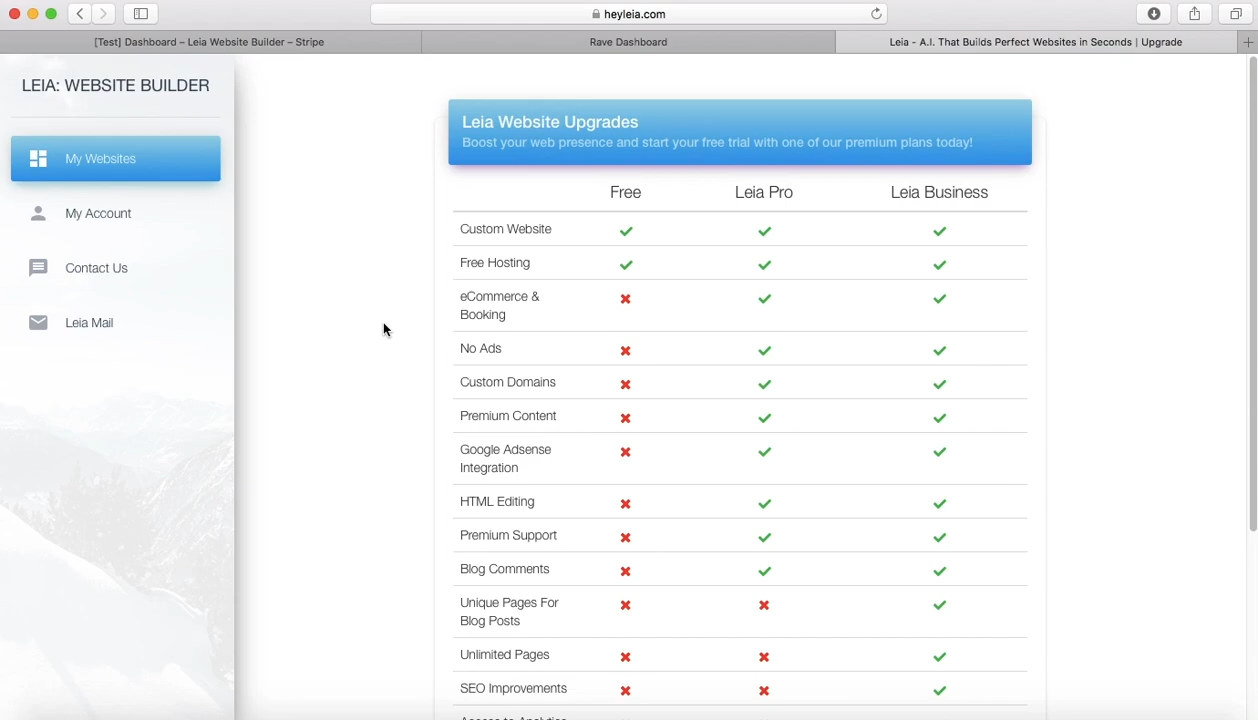 heyleia.com
[Test] Dashboard – Leia Website Builder – Stripe
Rave Dashboard
Leia - A.I. That Builds Perfect Websites in Seconds | Upgrade
LEIA: WEBSITE BUILDER
My Websites
My Account
Contact Us
Leia Mail
Leia Website Upgrades
Boost your web presence and start your free trial with one of our premium plans today!
Free Leia Pro Leia Business
Custom Website
Free Hosting
eCommerce &
Booking
No Ads
Custom Domains
Premium Content
Google Adsense
Integration
HTML Editing
Premium Support
Blog Comments
Unique Pages For
Blog Posts
Unlimited Pages
SEO Improvements
Access to Analytics